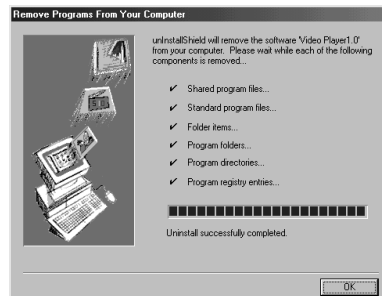 Remove Programs From Your Computer
unInstallShield will remove the software 'Video Player1.0'
from your computer. Please wait while each of the following
components is removed...
✔ Shared program files...
✔ Standard program files...
✔ Folder items...
✔ Program folders...
✔ Program directories...
✔ Program registry entries...
Uninstall successfully completed.
OK